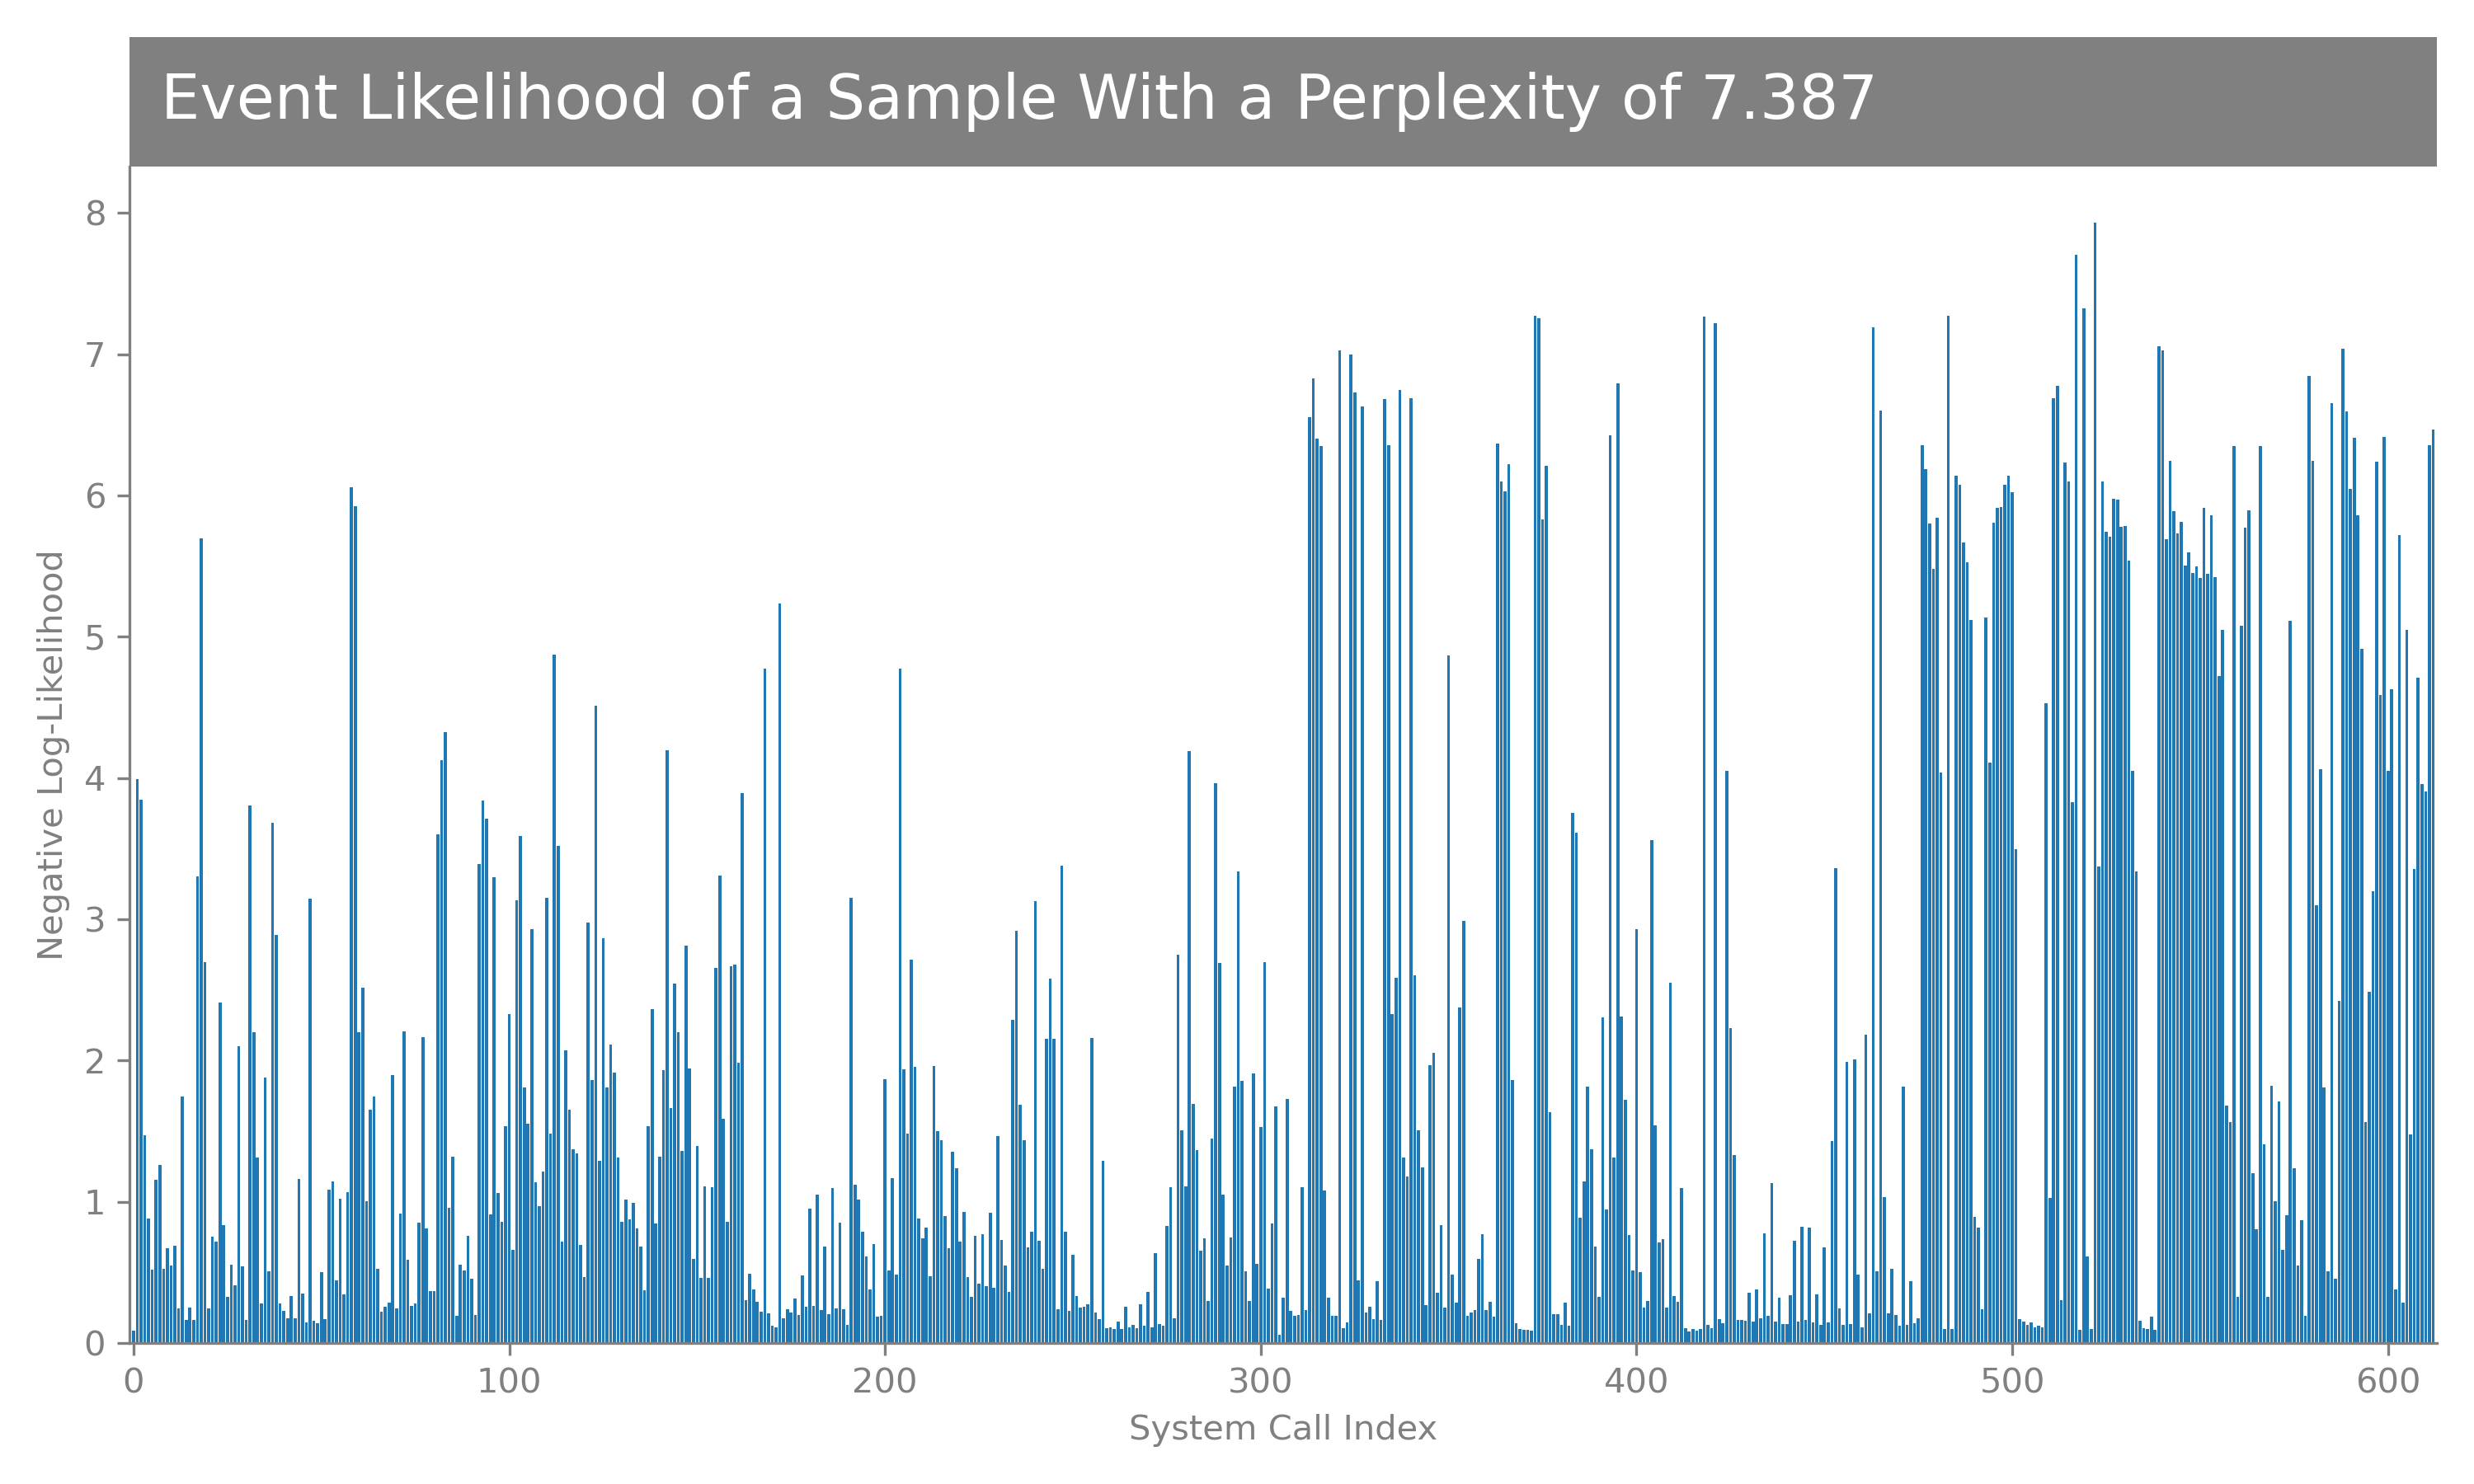 Event Likelihood of a Sample With a Perplexity of 7.387
8
7
6
5
4
3
2
1
0
Negative Log-Likelihood
0 100 200 300 400 500 600
System Call Index